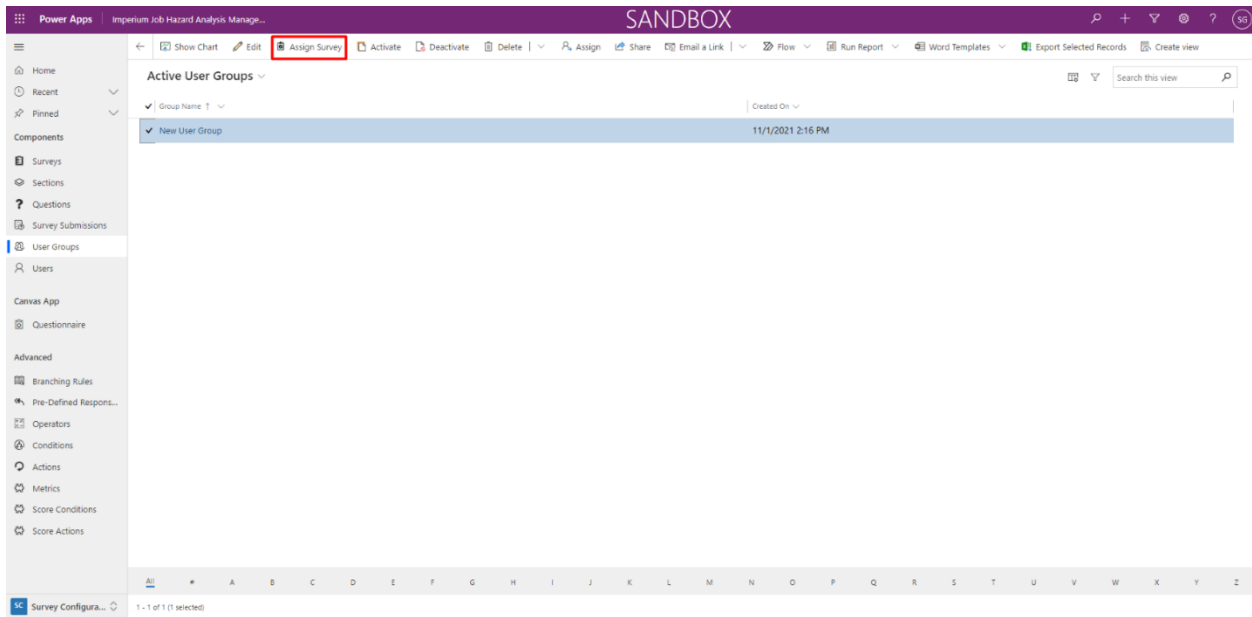 Power Apps Imperium Job Hazard Analysis Manage... SANDBOX ? SG
Show Chart Edit Assign Survey Activate Deactivate Delete Assign Share Email a Link Flow Run Report Word Templates Export Selected Records Create view
Home
Recent
Pinned
Components
Surveys
Sections
? Questions
Survey Submissions
User Groups
Users
Canvas App
Questionnaire
Advanced
Branching Rules
Pre-Defined Respons...
Operators
Conditions
Actions
Metrics
Score Conditions
Score Actions
SC Survey Configura...
Active User Groups Search this view
Group Name ↑ Created On
New User Group 11/1/2021 2:16 PM
All # A B C D E F G H I J K L M N O P Q R S T U V W X Y Z
1 - 1 of 1 (1 selected)